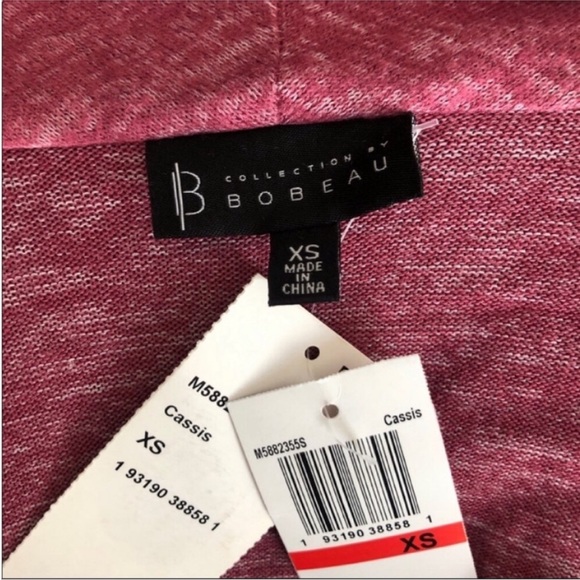 B
COLLECTION BY
BOBEAU
XS
MADE
IN
CHINA
Cassis
XS
1 93190 38858 1
M5882355S
Cassis
1 93190 38858 1
XS